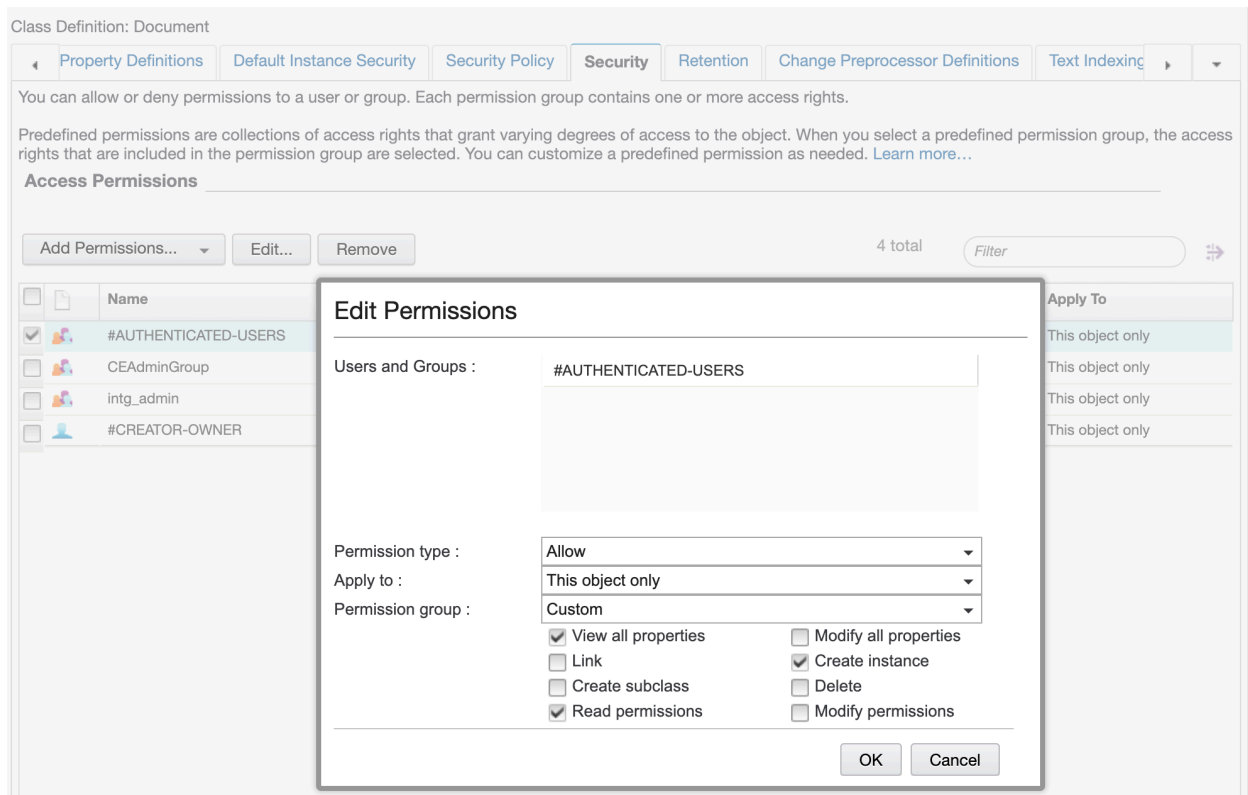 Class Definition: Document
Property Definitions Default Instance Security Security Policy Security Retention Change Preprocessor Definitions Text Indexing
You can allow or deny permissions to a user or group. Each permission group contains one or more access rights.
Predefined permissions are collections of access rights that grant varying degrees of access to the object. When you select a predefined permission group, the access
rights that are included in the permission group are selected. You can customize a predefined permission as needed. Learn more…
Access Permissions
Add Permissions... Edit... Remove 4 total Filter
Name Apply To
#AUTHENTICATED-USERS This object only
CEAdminGroup This object only
intg_admin This object only
#CREATOR-OWNER This object only
Edit Permissions
Users and Groups : #AUTHENTICATED-USERS
Permission type : Allow
Apply to : This object only
Permission group : Custom
View all properties Modify all properties
Link Create instance
Create subclass Delete
Read permissions Modify permissions
OK Cancel